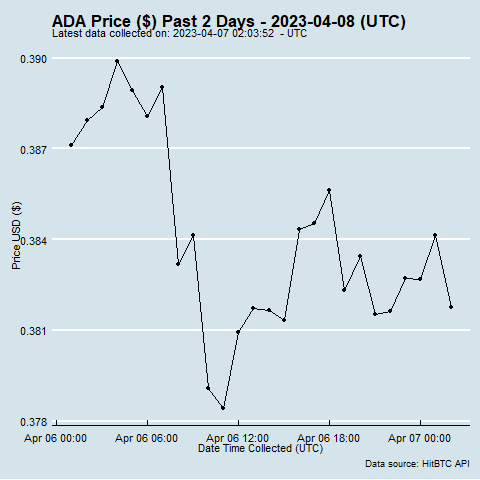 ADA Price ($) Past 2 Days - 2023-04-08 (UTC)
Latest data collected on: 2023-04-07 02:03:52 - UTC
0.390
0.387
0.384
0.381
0.378
Price USD ($)
Apr 06 00:00 Apr 06 06:00 Apr 06 12:00 Apr 06 18:00 Apr 07 00:00
Date Time Collected (UTC)
Data source: HitBTC API